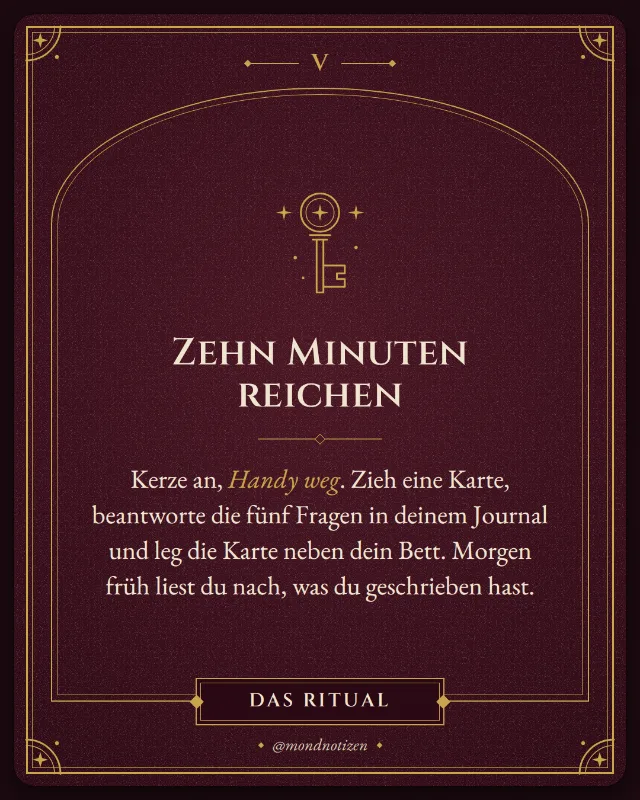 V
Zehn Minuten
reichen
Kerze an, Handy weg. Zieh eine Karte,
beantworte die fünf Fragen in deinem Journal
und leg die Karte neben dein Bett. Morgen
früh liest du nach, was du geschrieben hast.
DAS RITUAL
@mondnotizen